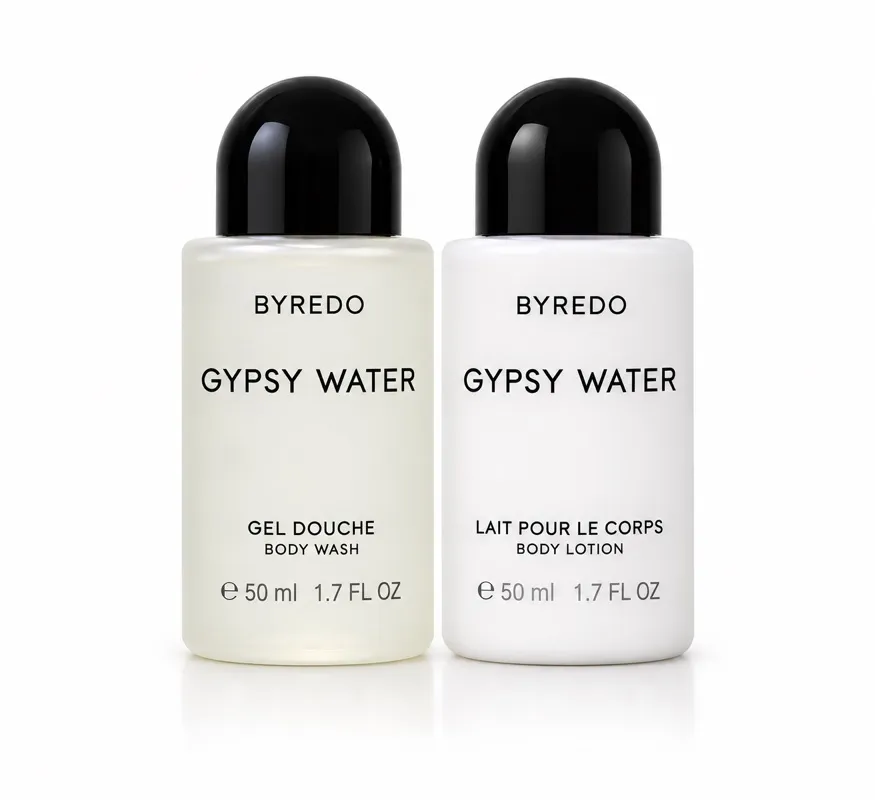 BYREDO
GYPSY WATER
GEL DOUCHE
BODY WASH
℮ 50 ml 1.7 FL OZ
BYREDO
GYPSY WATER
LAIT POUR LE CORPS
BODY LOTION
℮ 50 ml 1.7 FL OZ